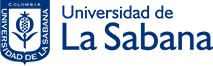 COLOMBIA
UNIVERSIDAD DE LA SABANA
Universidad de
La Sabana